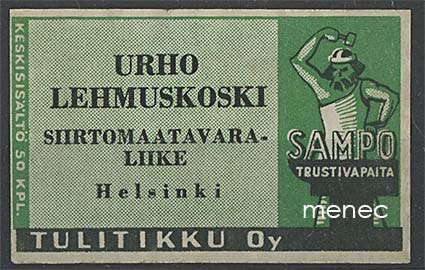 KESKISISÄLTÖ 50 KPL.
URHO
LEHMUSKOSKI
SIIRTOMAATAVARA-
LIIKE
Helsinki
SAMPO
TRUSTIVAPAITA
menec
TULITIKKU Oy